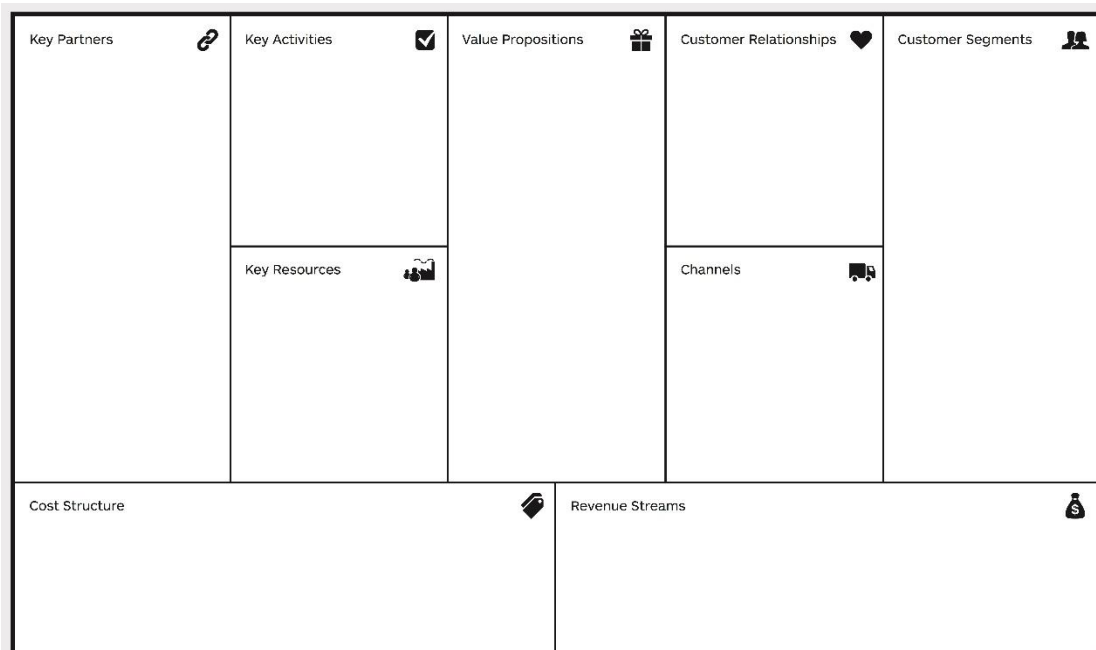 Key Partners
Key Activities
Value Propositions
Customer Relationships
Customer Segments
Key Resources
Channels
Cost Structure
Revenue Streams
$